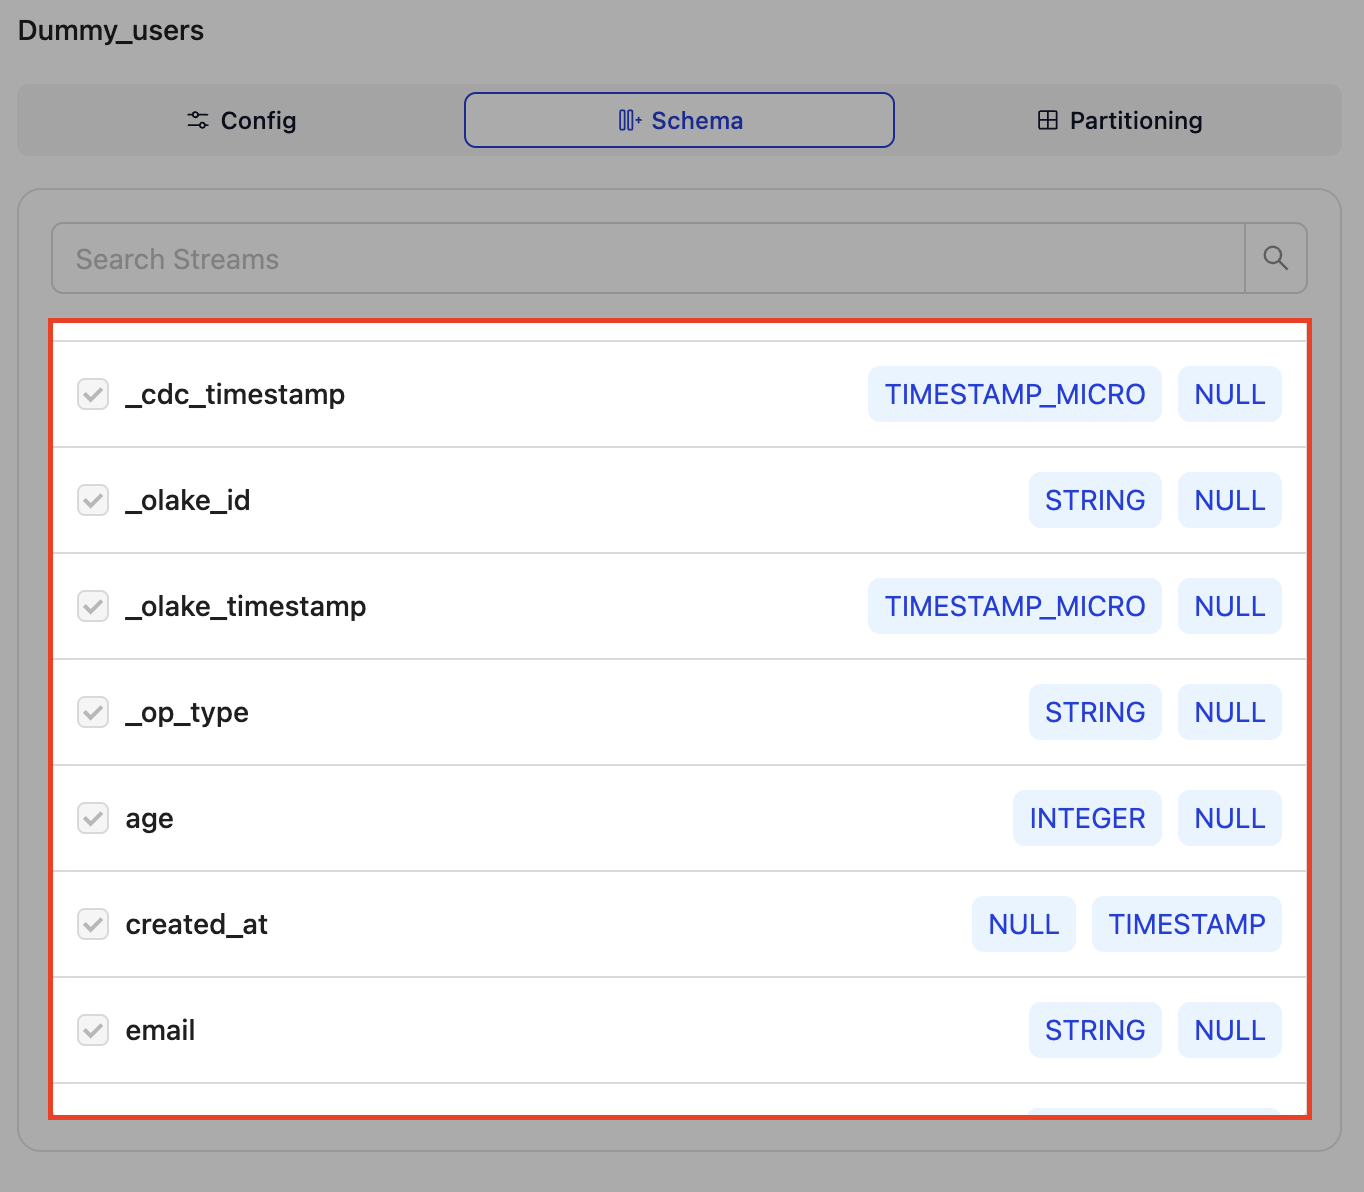 Dummy_users
Config Schema Partitioning
Search Streams
_cdc_timestamp TIMESTAMP_MICRO NULL
_olake_id STRING NULL
_olake_timestamp TIMESTAMP_MICRO NULL
_op_type STRING NULL
age INTEGER NULL
created_at NULL TIMESTAMP
email STRING NULL